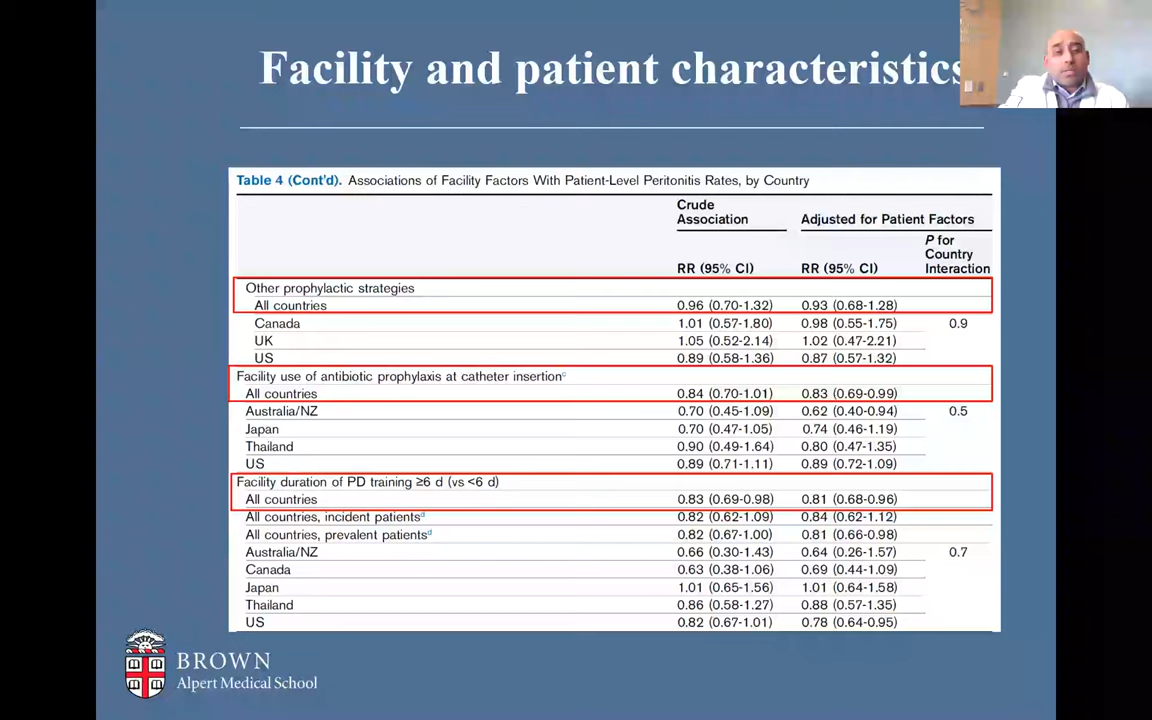 Facility and patient characteristics
Table 4 (Cont'd). Associations of Facility Factors With Patient-Level Peritonitis Rates, by Country
Crude Association Adjusted for Patient Factors
RR (95% CI) RR (95% CI) P for Country Interaction
Other prophylactic strategies
All countries 0.96 (0.70-1.32) 0.93 (0.68-1.28)
Canada 1.01 (0.57-1.80) 0.98 (0.55-1.75) 0.9
UK 1.05 (0.52-2.14) 1.02 (0.47-2.21)
US 0.89 (0.58-1.36) 0.87 (0.57-1.32)
Facility use of antibiotic prophylaxis at catheter insertionᶜ
All countries 0.84 (0.70-1.01) 0.83 (0.69-0.99)
Australia/NZ 0.70 (0.45-1.09) 0.62 (0.40-0.94) 0.5
Japan 0.70 (0.47-1.05) 0.74 (0.46-1.19)
Thailand 0.90 (0.49-1.64) 0.80 (0.47-1.35)
US 0.89 (0.71-1.11) 0.89 (0.72-1.09)
Facility duration of PD training ≥6 d (vs <6 d)
All countries 0.83 (0.69-0.98) 0.81 (0.68-0.96)
All countries, incident patientsᵈ 0.82 (0.62-1.09) 0.84 (0.62-1.12)
All countries, prevalent patientsᵈ 0.82 (0.67-1.00) 0.81 (0.66-0.98)
Australia/NZ 0.66 (0.30-1.43) 0.64 (0.26-1.57) 0.7
Canada 0.63 (0.38-1.06) 0.69 (0.44-1.09)
Japan 1.01 (0.65-1.56) 1.01 (0.64-1.58)
Thailand 0.86 (0.58-1.27) 0.88 (0.57-1.35)
US 0.82 (0.67-1.01) 0.78 (0.64-0.95)
BROWN
Alpert Medical School